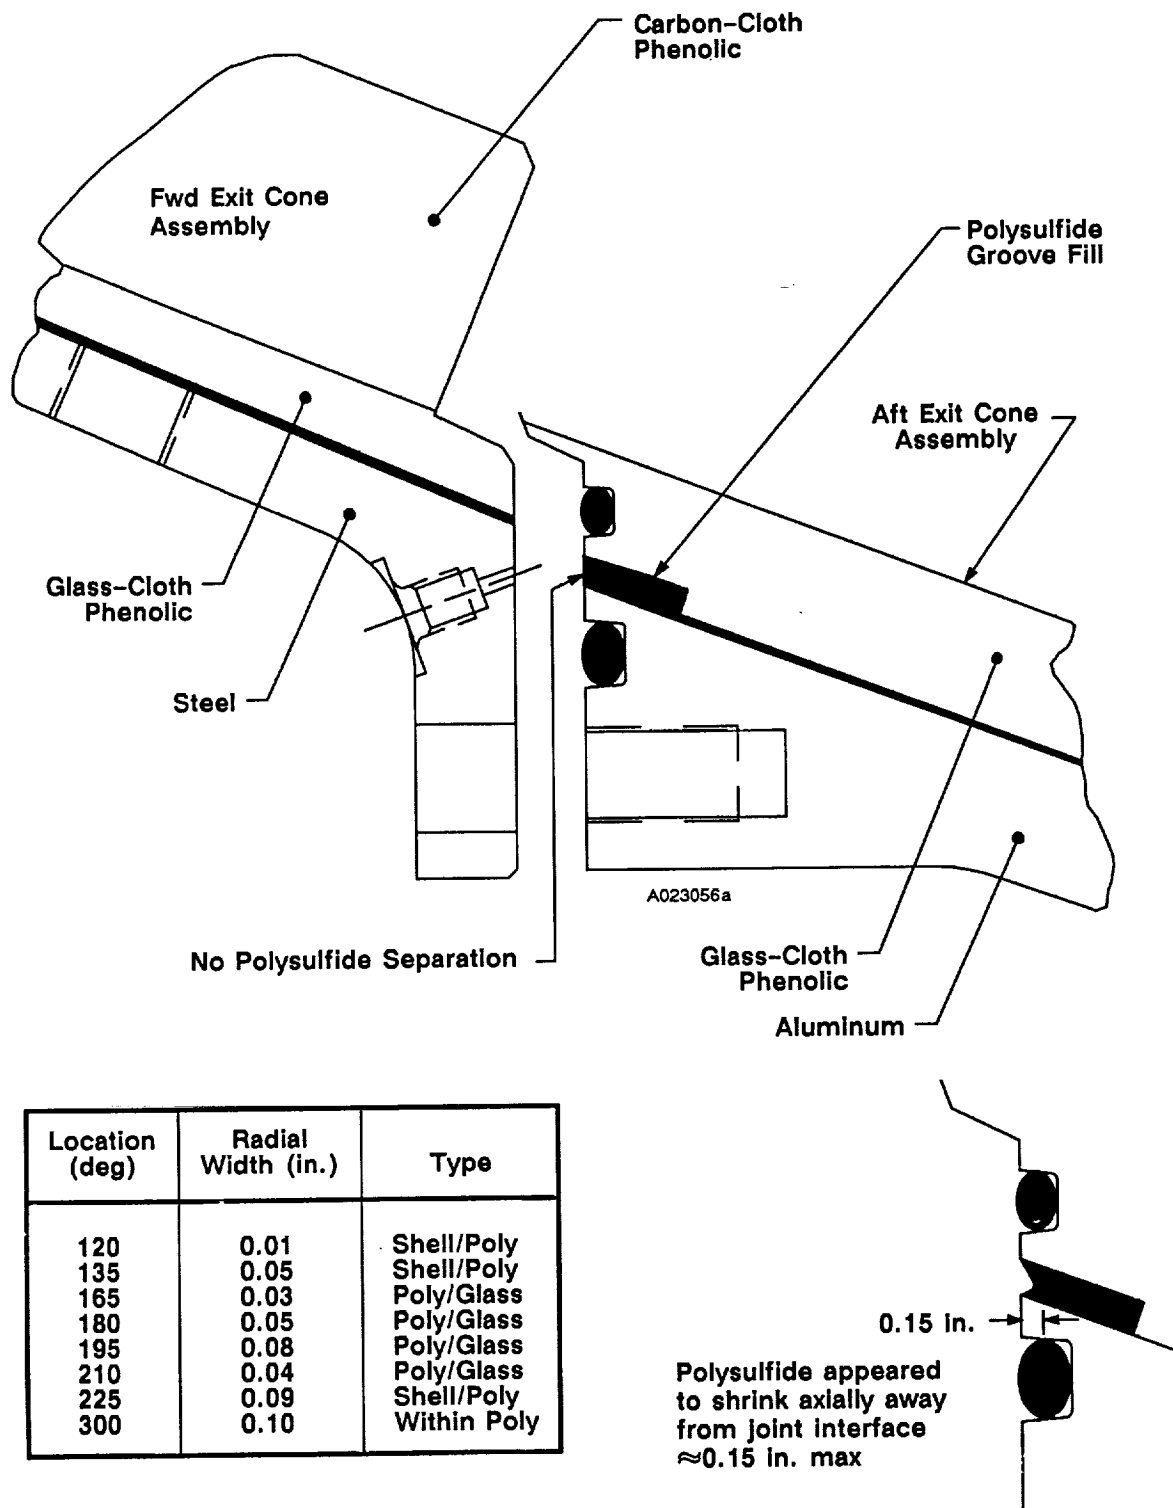 Carbon-Cloth
Phenolic
Fwd Exit Cone
Assembly
Polysulfide
Groove Fill
Aft Exit Cone
Assembly
Glass-Cloth
Phenolic
Steel
A023056a
No Polysulfide Separation
Glass-Cloth
Phenolic
Aluminum
Location Radial
(deg) Width (in.) Type
120 0.01 Shell/Poly
135 0.05 Shell/Poly
165 0.03 Poly/Glass
180 0.05 Poly/Glass
195 0.08 Poly/Glass
210 0.04 Poly/Glass
225 0.09 Shell/Poly
300 0.10 Within Poly
0.15 in.
Polysulfide appeared
to shrink axially away
from joint interface
≈0.15 in. max